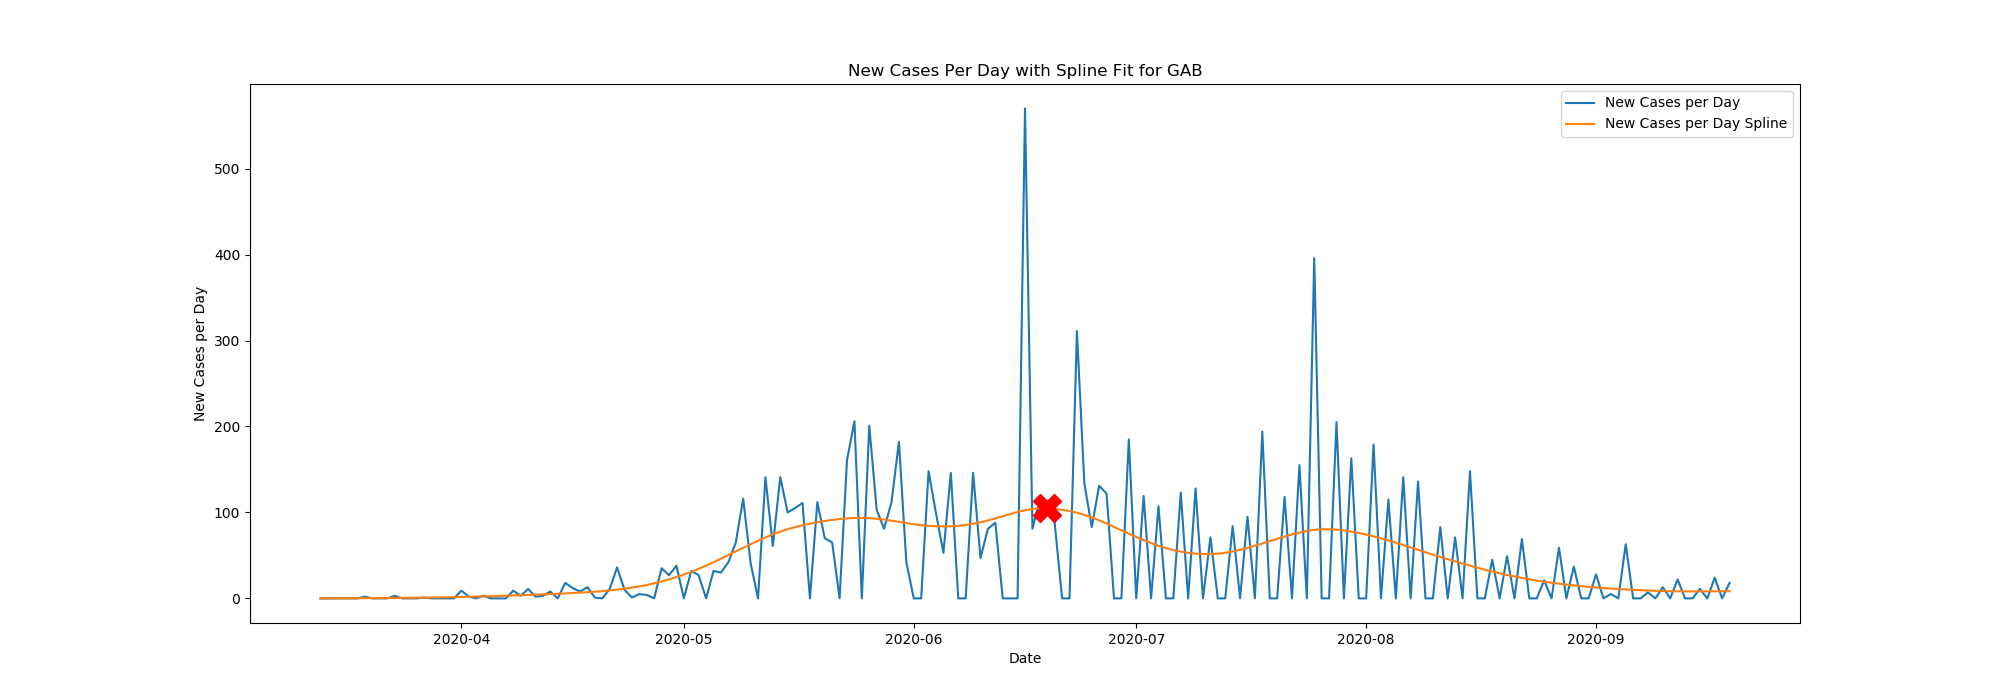 New Cases Per Day with Spline Fit for GAB
New Cases per Day
New Cases per Day Spline
500
400
300
200
100
0
New Cases per Day
2020-04
2020-05
2020-06
2020-07
2020-08
2020-09
Date